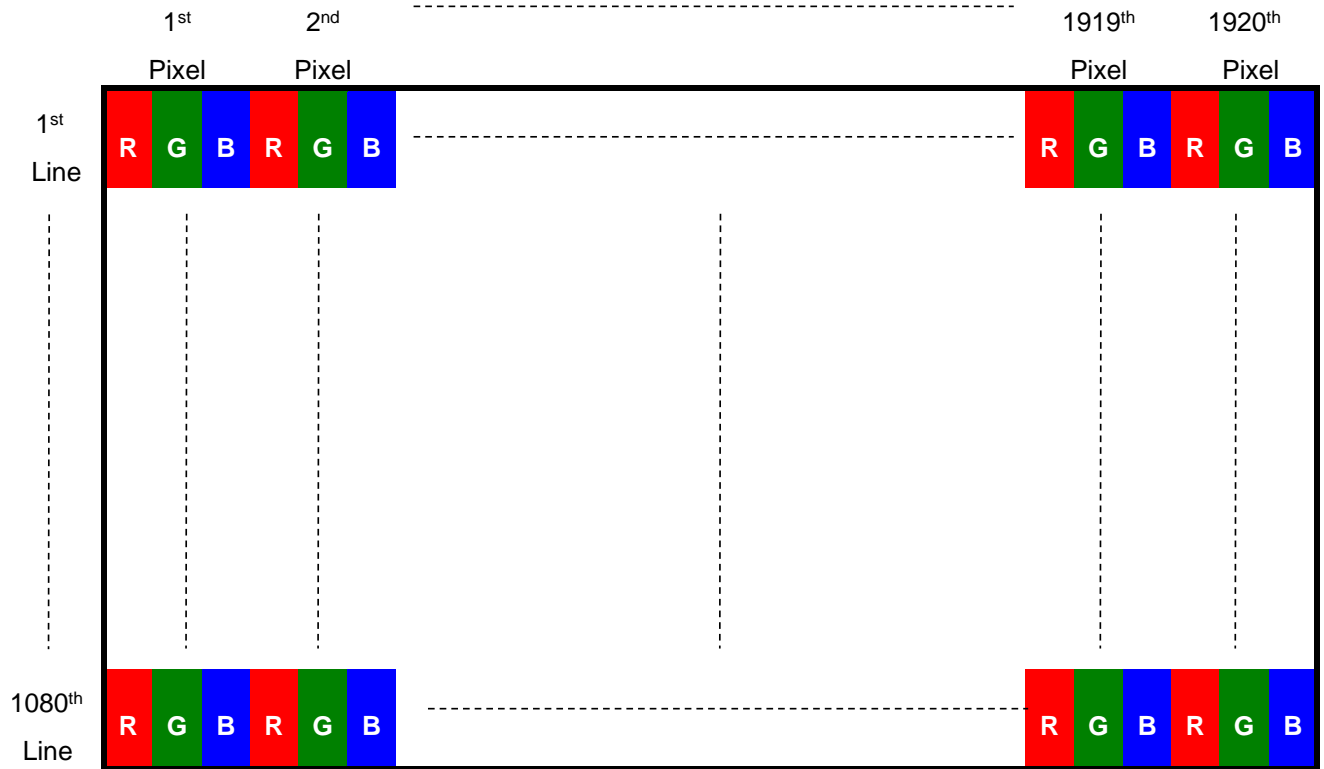 1st 2nd 1919th 1920th
Pixel Pixel Pixel Pixel
1st
Line
R G B R G B R G B R G B
1080th
Line
R G B R G B R G B R G B